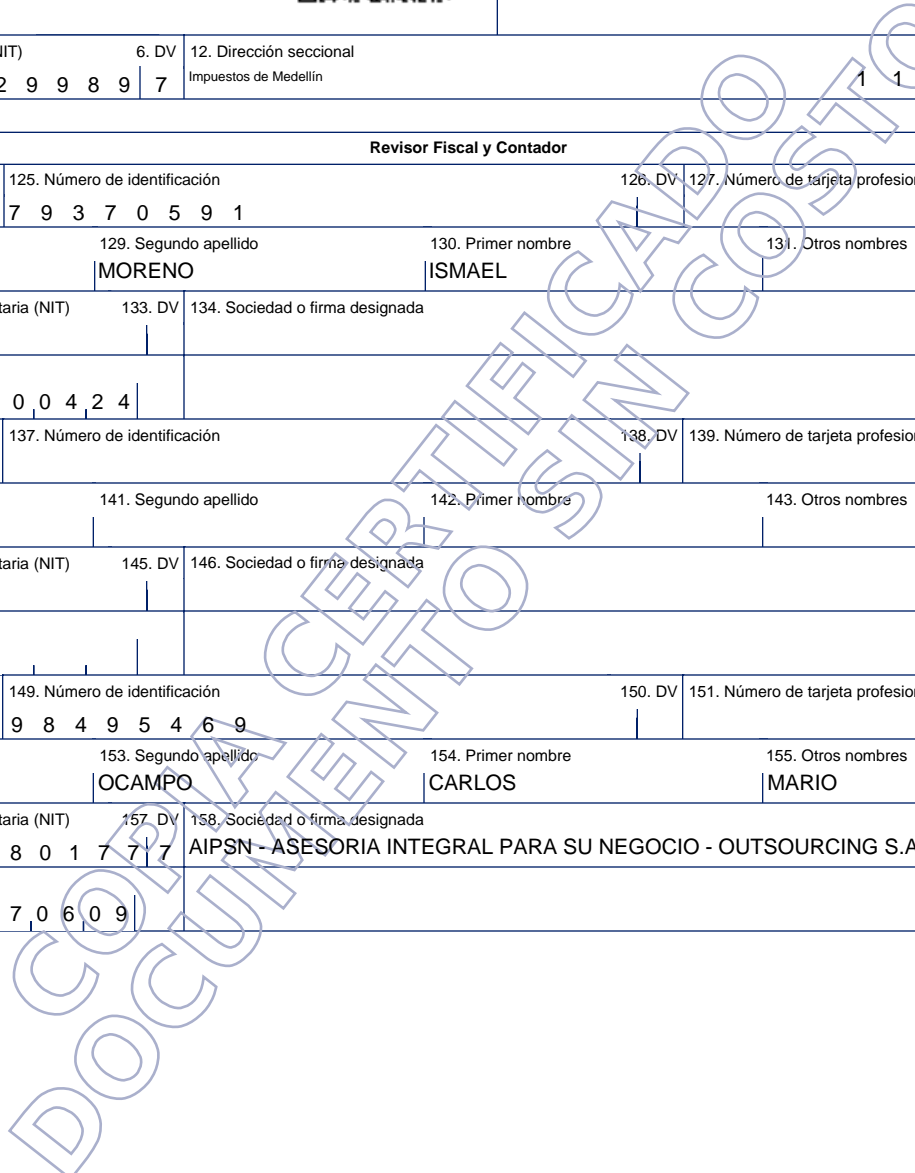 IT) 6. DV 12. Dirección seccional
2 9 9 8 9 7 Impuestos de Medellín 1 1
Revisor Fiscal y Contador
125. Número de identificación 126. DV 127. Número de tarjeta profesion
7 9 3 7 0 5 9 1
129. Segundo apellido 130. Primer nombre 131. Otros nombres
MORENO ISMAEL
taria (NIT) 133. DV 134. Sociedad o firma designada
0 0 4 2 4
137. Número de identificación 138. DV 139. Número de tarjeta profesion
141. Segundo apellido 142. Primer nombre 143. Otros nombres
taria (NIT) 145. DV 146. Sociedad o firma designada
149. Número de identificación 150. DV 151. Número de tarjeta profesion
9 8 4 9 5 4 6 9
153. Segundo apellido 154. Primer nombre 155. Otros nombres
OCAMPO CARLOS MARIO
taria (NIT) 157. DV 158. Sociedad o firma designada
8 0 1 7 7 7 AIPSN - ASESORIA INTEGRAL PARA SU NEGOCIO - OUTSOURCING S.A
7 0 6 0 9
COPIA CERTIFICADO
DOCUMENTO SIN COSTO